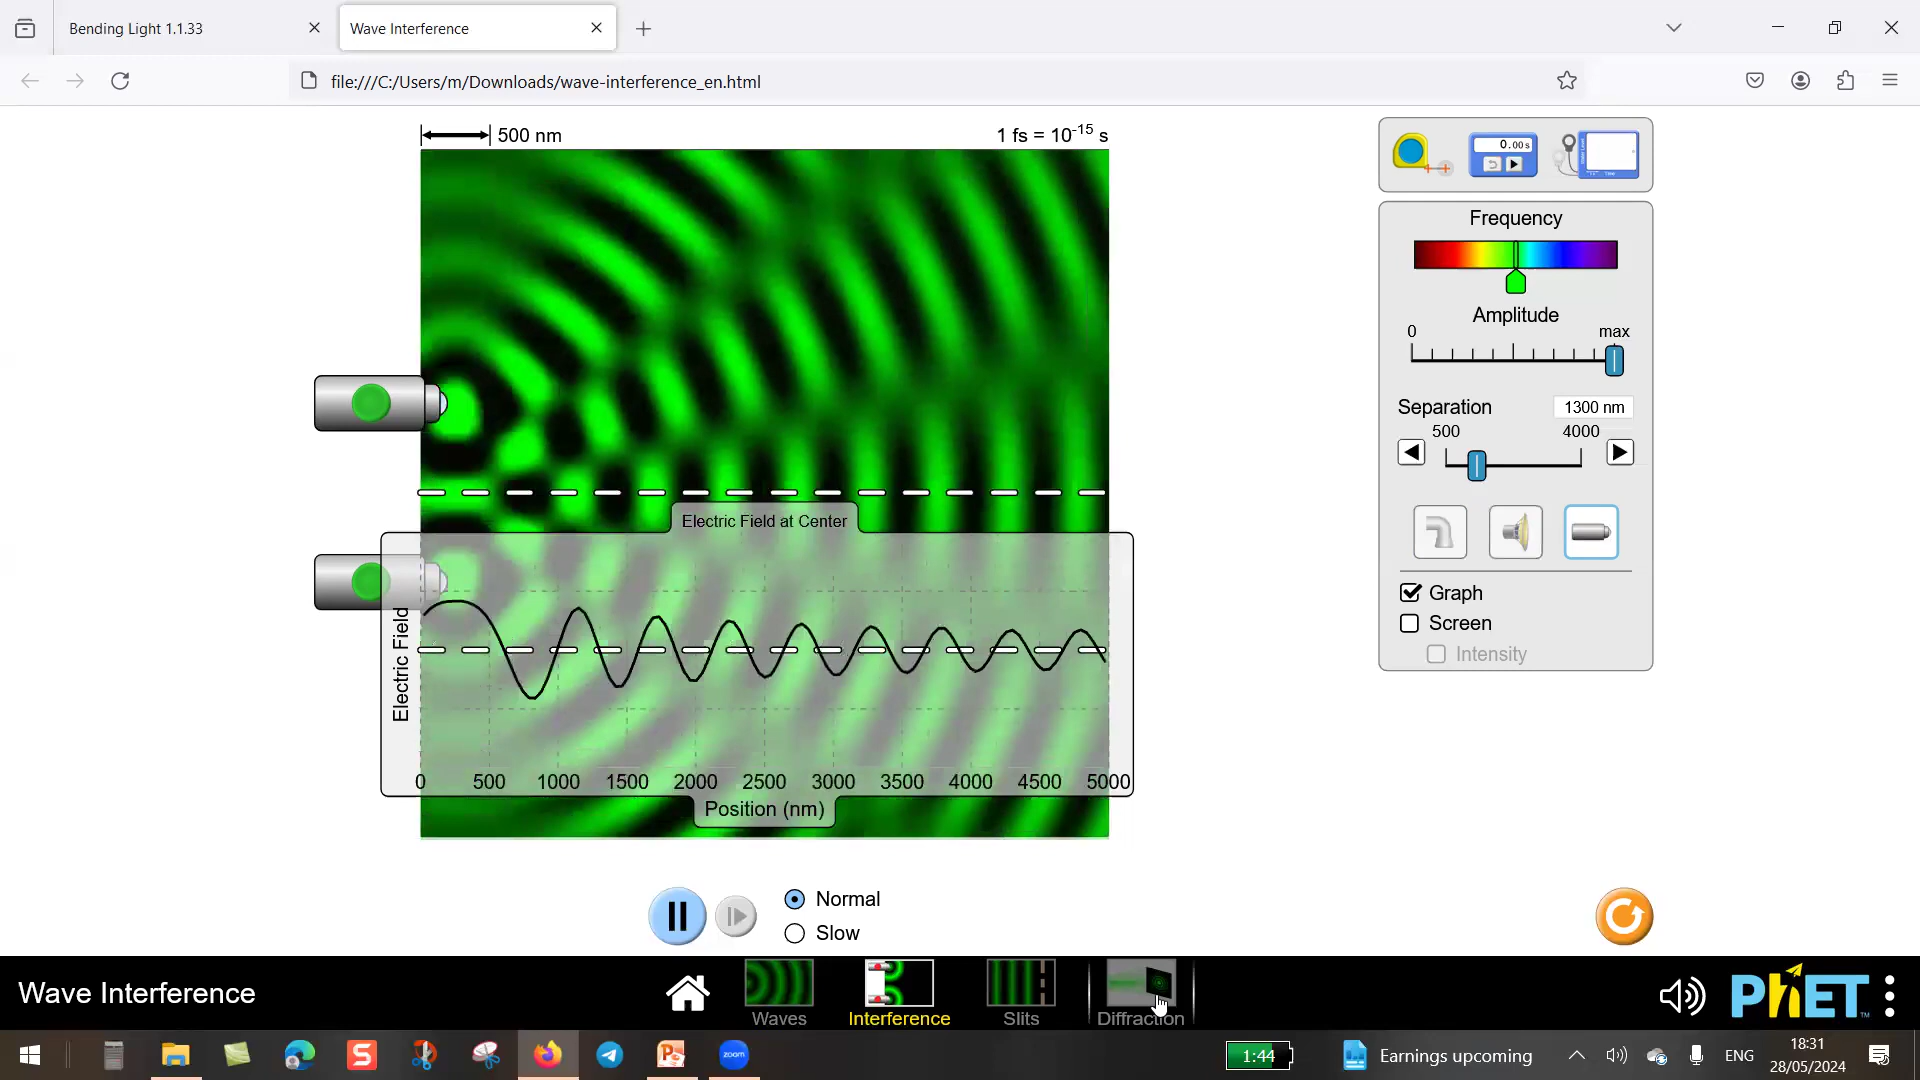 Bending Light 1.1.33
Wave Interference
file:///C:/Users/m/Downloads/wave-interference_en.html
500 nm
1 fs = 10⁻¹⁵ s
0.00s
Frequency
Amplitude
0 max
Separation 1300 nm
500 4000
Graph
Screen
Intensity
Electric Field at Center
Electric Field
0 500 1000 1500 2000 2500 3000 3500 4000 4500 5000
Position (nm)
Normal
Slow
Wave Interference
Waves
Interference
Slits
Diffraction
PhET
S
P
zoom
1:44
Earnings upcoming
ENG
18:31
28/05/2024